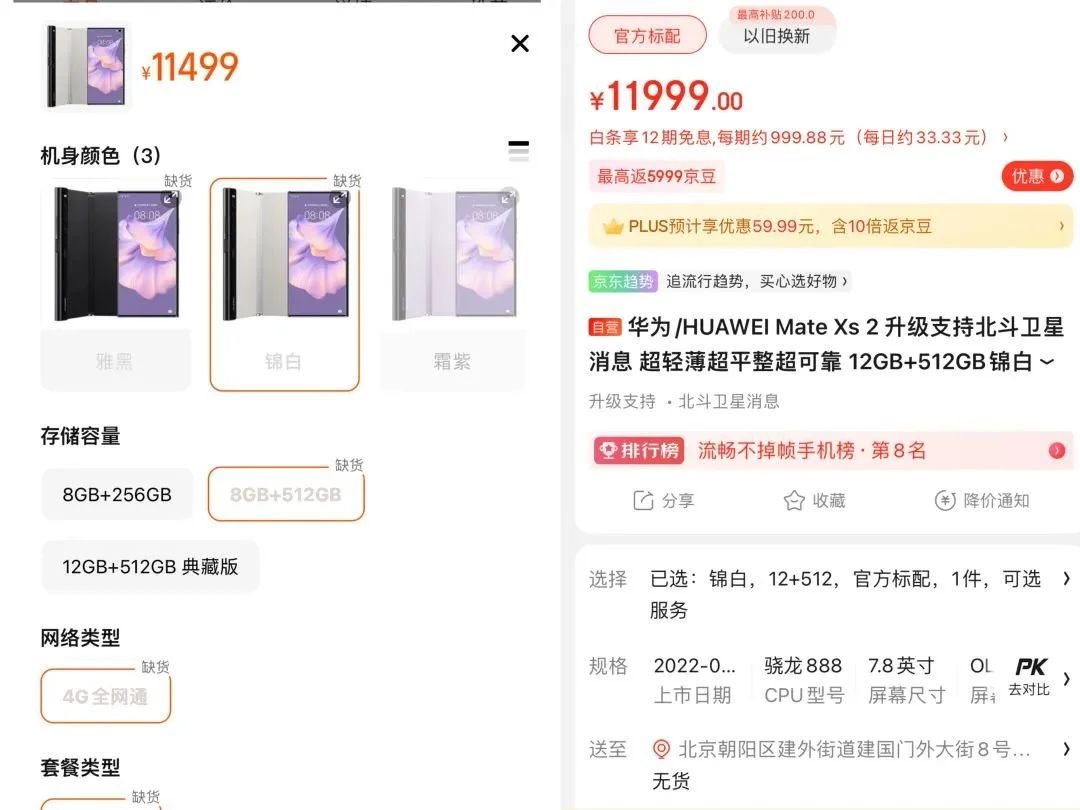 ¥11499
机身颜色（3）
缺货
缺货
08:08
08:08
08:08
雅黑
锦白
霜紫
存储容量
缺货
8GB+256GB
8GB+512GB
12GB+512GB 典藏版
网络类型
缺货
4G全网通
套餐类型
缺货
最高补贴200.0
官方标配
以旧换新
¥11999.00
白条享12期免息,每期约999.88元（每日约33.33元）
最高返5999京豆
优惠
PLUS预计享优惠59.99元，含10倍返京豆
京东趋势 追流行趋势，买心选好物
自营 华为/HUAWEI Mate Xs 2 升级支持北斗卫星
消息 超轻薄超平整超可靠 12GB+512GB锦白
升级支持 · 北斗卫星消息
排行榜 流畅不掉帧手机榜·第8名
分享
收藏
降价通知
选择 已选：锦白，12+512，官方标配，1件，可选
服务
规格 2022-0... 骁龙888 7.8英寸 OL PK
上市日期 CPU型号 屏幕尺寸 屏 去对比
送至 北京朝阳区建外街道建国门外大街8号...
无货